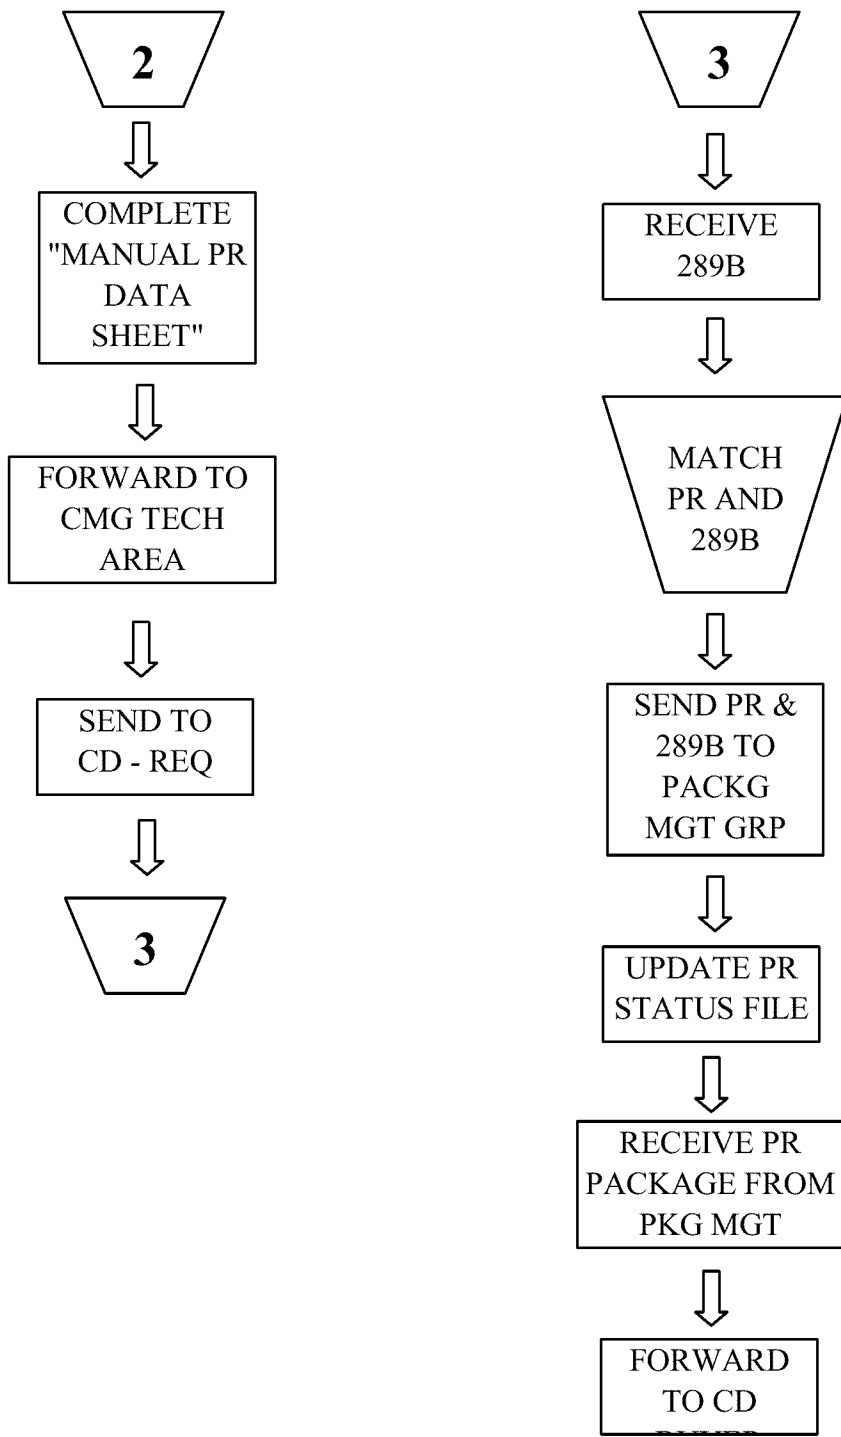 2
COMPLETE
"MANUAL PR
DATA
SHEET"
FORWARD TO
CMG TECH
AREA
SEND TO
CD - REQ
3
3
RECEIVE
289B
MATCH
PR AND
289B
SEND PR &
289B TO
PACKG
MGT GRP
UPDATE PR
STATUS FILE
RECEIVE PR
PACKAGE FROM
PKG MGT
FORWARD
TO CD